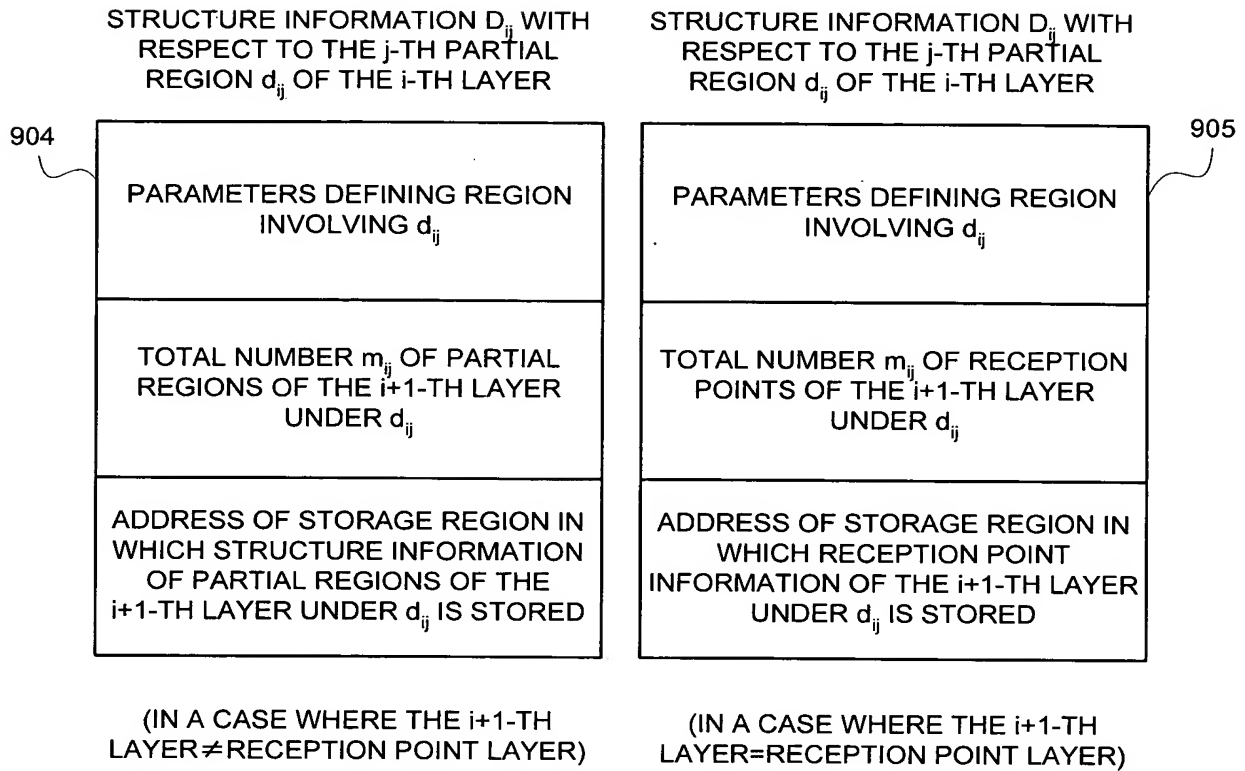 STRUCTURE INFORMATION Dij WITH
RESPECT TO THE j-TH PARTIAL
REGION dij OF THE i-TH LAYER
904
PARAMETERS DEFINING REGION
INVOLVING dij
TOTAL NUMBER mij OF PARTIAL
REGIONS OF THE i+1-TH LAYER
UNDER dij
ADDRESS OF STORAGE REGION IN
WHICH STRUCTURE INFORMATION
OF PARTIAL REGIONS OF THE
i+1-TH LAYER UNDER dij IS STORED
(IN A CASE WHERE THE i+1-TH
LAYER≠RECEPTION POINT LAYER)
STRUCTURE INFORMATION Dij WITH
RESPECT TO THE j-TH PARTIAL
REGION dij OF THE i-TH LAYER
905
PARAMETERS DEFINING REGION
INVOLVING dij
TOTAL NUMBER mij OF RECEPTION
POINTS OF THE i+1-TH LAYER
UNDER dij
ADDRESS OF STORAGE REGION IN
WHICH RECEPTION POINT
INFORMATION OF THE i+1-TH LAYER
UNDER dij IS STORED
(IN A CASE WHERE THE i+1-TH
LAYER=RECEPTION POINT LAYER)